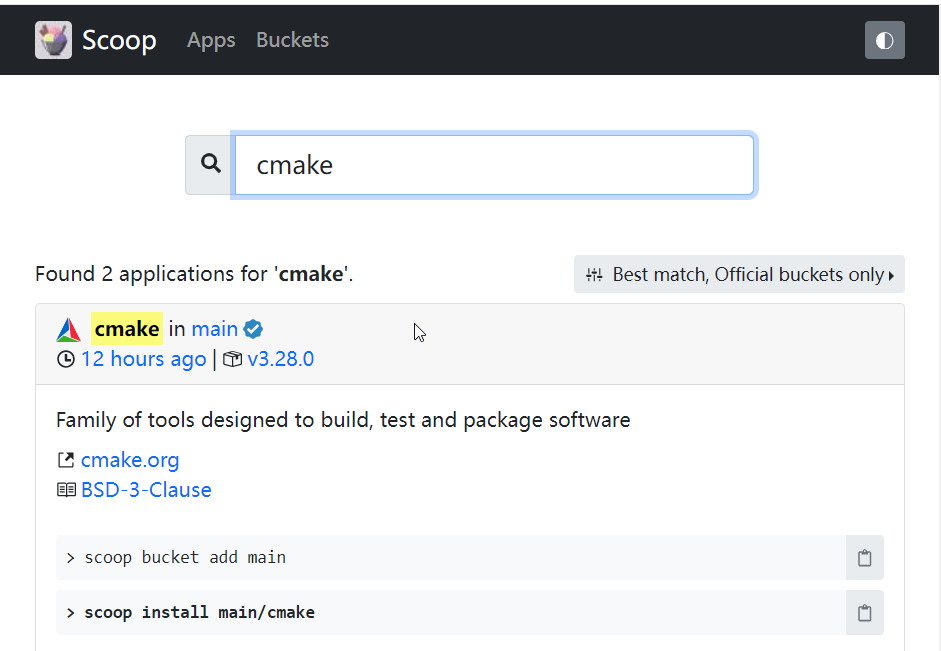 Scoop Apps Buckets
cmake
Found 2 applications for 'cmake'.
Best match, Official buckets only
cmake in main
12 hours ago | v3.28.0
Family of tools designed to build, test and package software
cmake.org
BSD-3-Clause
> scoop bucket add main
> scoop install main/cmake